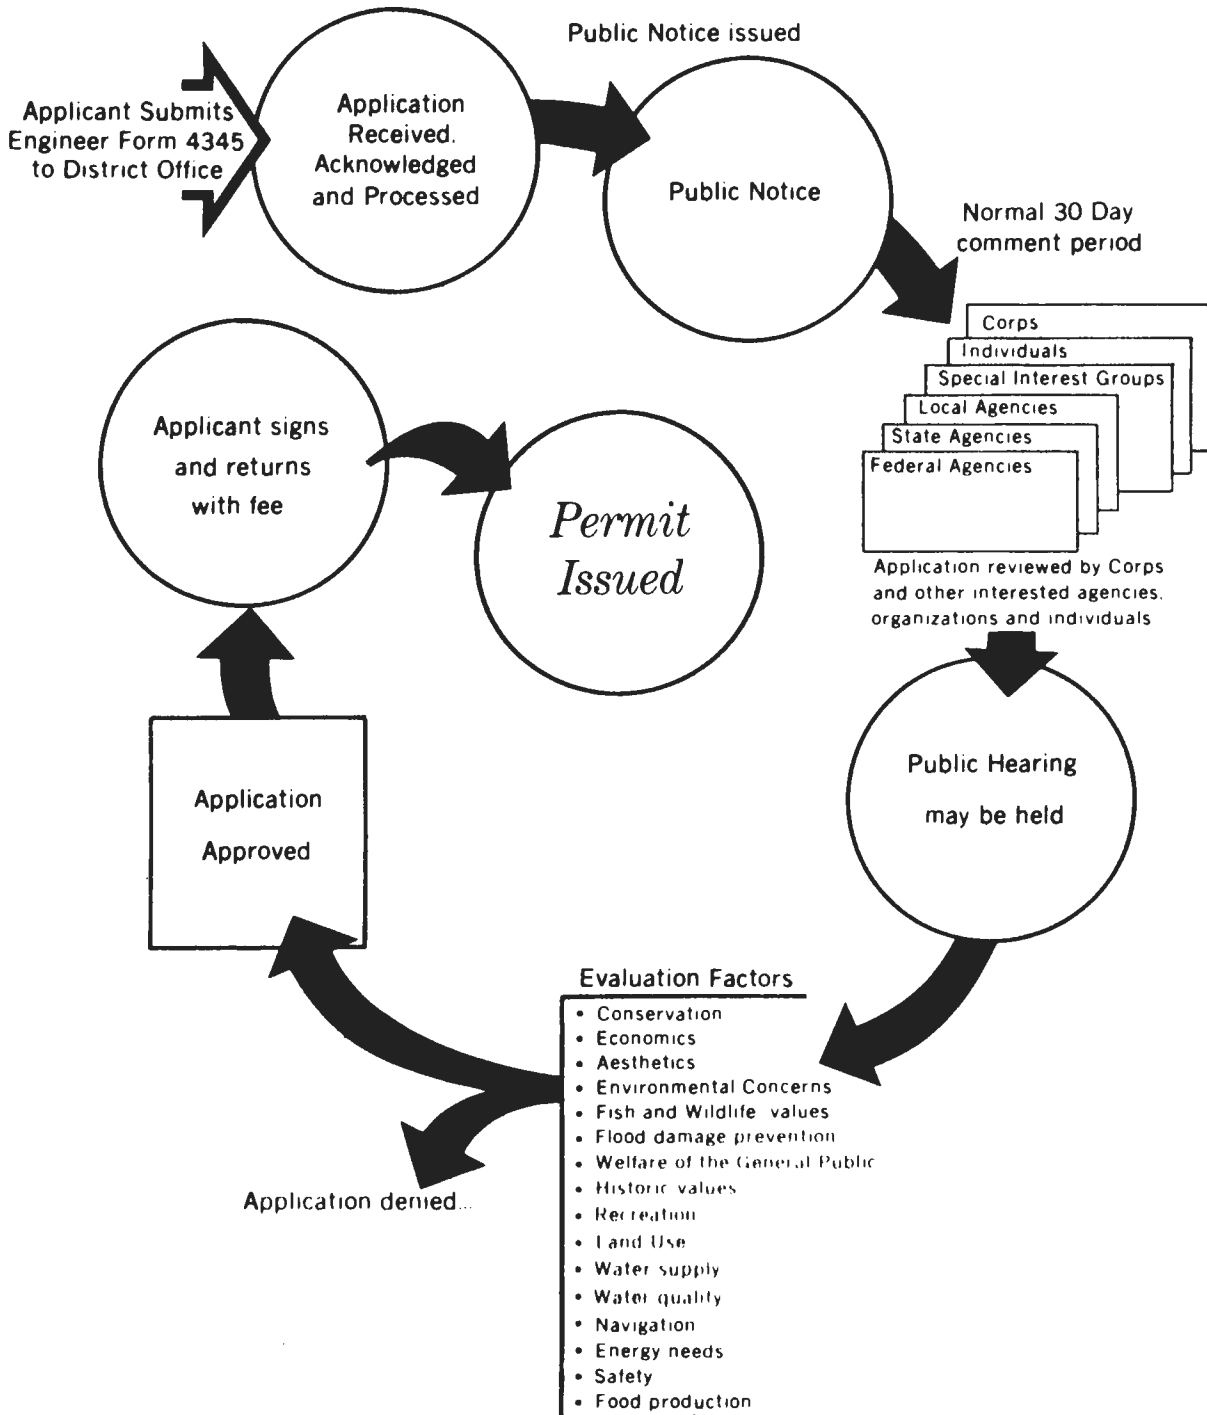 Public Notice issued
Applicant Submits
Engineer Form 4345
to District Office
Application
Received.
Acknowledged
and Processed
Public Notice
Normal 30 Day
comment period
Corps
Individuals
Special Interest Groups
Local Agencies
State Agencies
Federal Agencies
Application reviewed by Corps
and other interested agencies.
organizations and individuals
Applicant signs
and returns
with fee
Permit
Issued
Public Hearing
may be held
Application
Approved
Evaluation Factors
• Conservation
• Economics
• Aesthetics
• Environmental Concerns
• Fish and Wildlife values
• Flood damage prevention
• Welfare of the General Public
• Historic values
• Recreation
• Land Use
• Water supply
• Water quality
• Navigation
• Energy needs
• Safety
• Food production
Application denied...